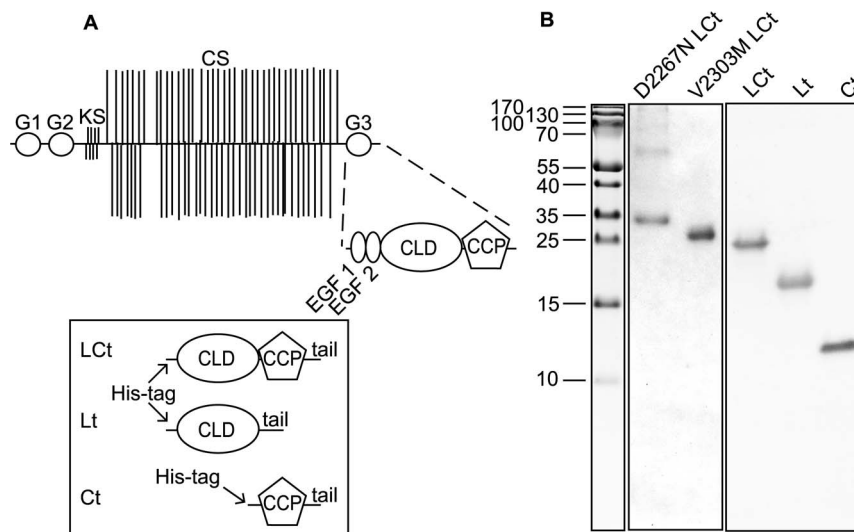 A
CS
G1 G2 KS G3
CLD CCP
EGF 1
EGF 2
LCt CLD CCP tail
His-tag
Lt CLD tail
His-tag
Ct CCP tail
B
D2267N LCt
V2303M LCt
LCt
Lt
Ct
170
130
100
70
55
40
35
25
15
10